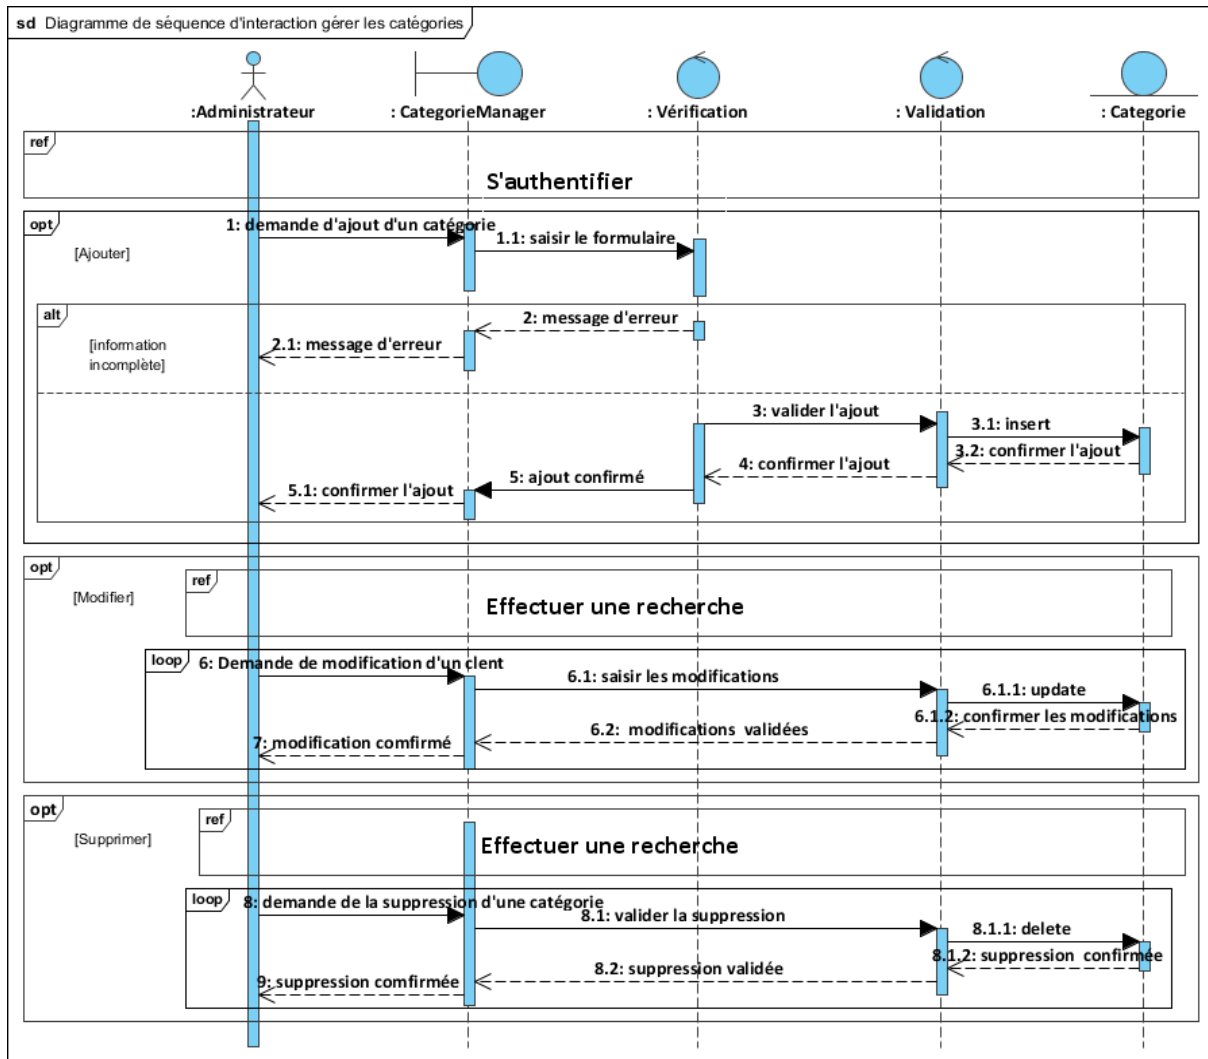 sd Diagramme de séquence d'interaction gérer les catégories
:Administrateur
: CategorieManager
: Vérification
: Validation
: Categorie
ref
S'authentifier
opt
[Ajouter]
1: demande d'ajout d'un catégorie
1.1: saisir le formulaire
alt
[information
incomplète]
2: message d'erreur
2.1: message d'erreur
3: valider l'ajout
3.1: insert
3.2: confirmer l'ajout
4: confirmer l'ajout
5: ajout confirmé
5.1: confirmer l'ajout
opt
[Modifier]
ref
Effectuer une recherche
loop
6: Demande de modification d'un clent
6.1: saisir les modifications
6.1.1: update
6.1.2: confirmer les modifications
6.2: modifications validées
7: modification comfirmé
opt
[Supprimer]
ref
Effectuer une recherche
loop
8: demande de la suppression d'une catégorie
8.1: valider la suppression
8.1.1: delete
8.1.2: suppression confirmée
8.2: suppression validée
9: suppression comfirmée